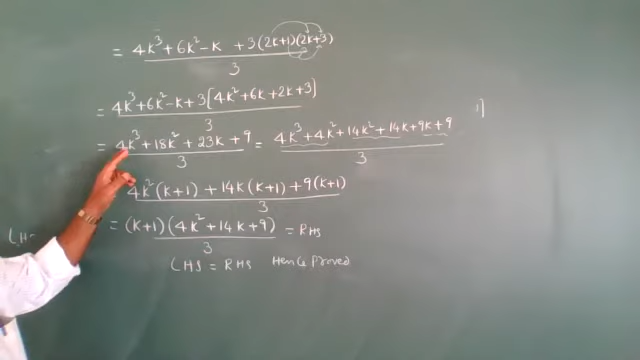 = 4k³ + 6k² - k + 3(2k+1)(2k+3) / 3
= 4k³ + 6k² - k + 3[4k² + 6k + 2k + 3] / 3
= 4k³ + 18k² + 23k + 9 / 3 = 4k³ + 4k² + 14k² + 14k + 9k + 9 / 3
4k²(k+1) + 14k(k+1) + 9(k+1) / 3
= (k+1)(4k² + 14k + 9) / 3 = RHS
LHS
LHS = RHS Hence proved